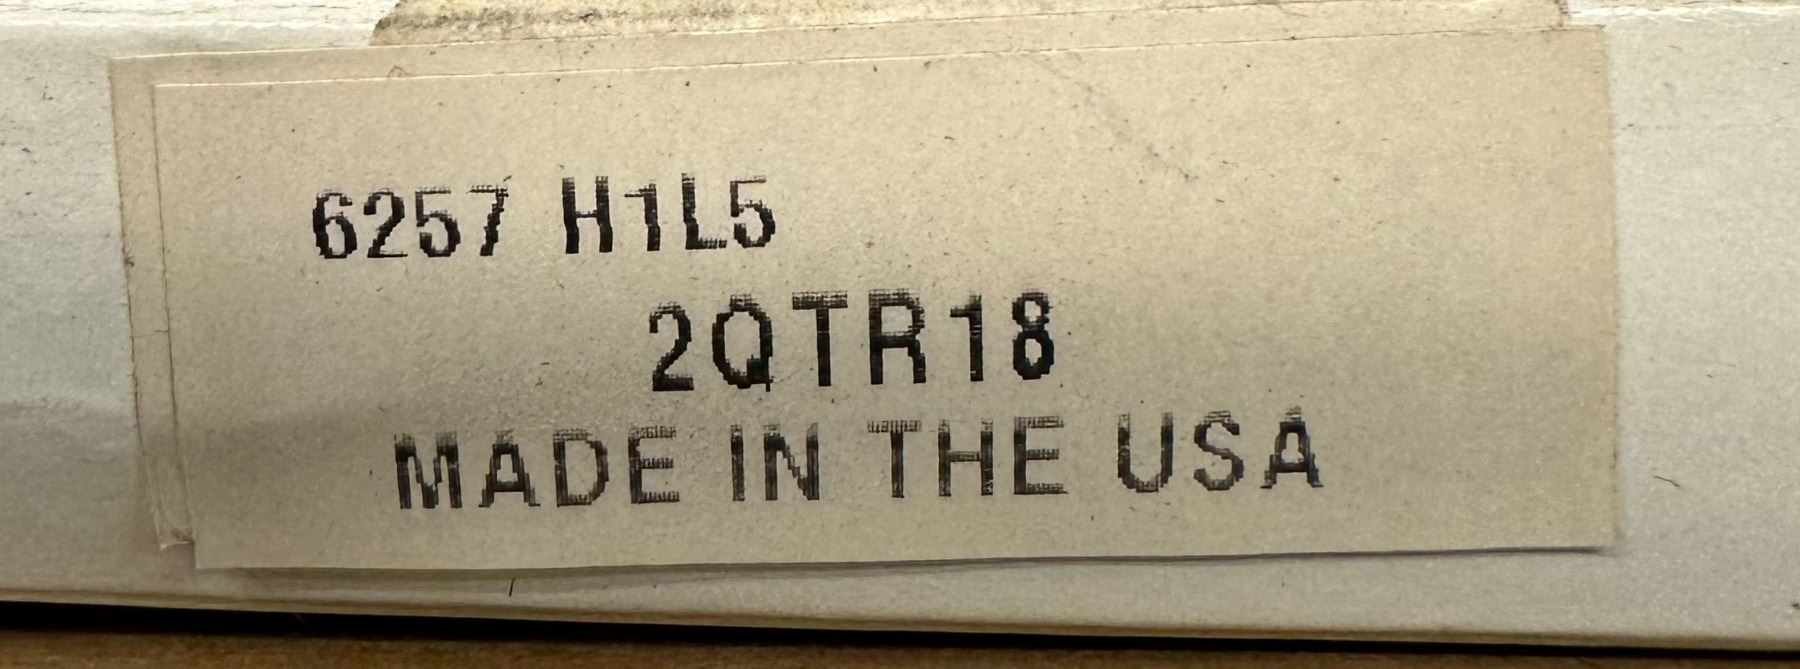 6257 H1L5
2QTR18
MADE IN THE USA